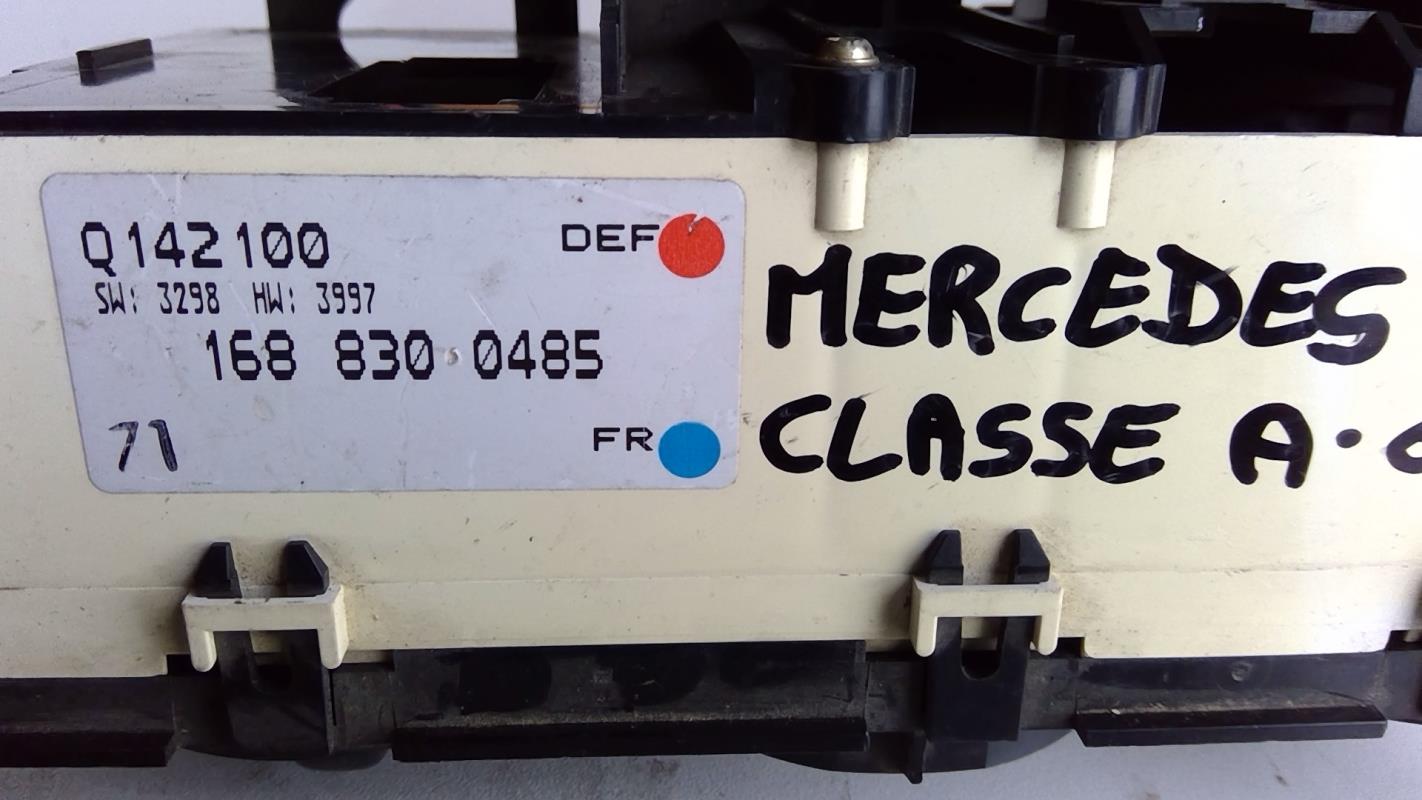 Q142100
DEF
SW: 3298 HW: 3997
168 830 0485
71
FR
MERCEDES
CLASSE A.